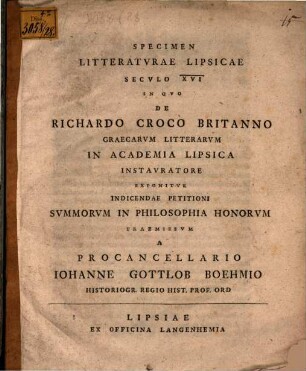 SPECIMEN
LITTERATVRAE LIPSICAE
SECVLO XVI
IN QVO
DE
RICHARDO CROCO BRITANNO
GRAECARVM LITTERARVM
IN ACADEMIA LIPSICA
INSTAVRATORE
EXPONITVR
INDICENDAE PETITIONI
SVMMORVM IN PHILOSOPHIA HONORVM
PRAEMISSVM
A
PROCANCELLARIO
IOHANNE GOTTLOB BOEHMIO
HISTORIOGR. REGIO HIST. PROF. ORD
LIPSIAE
EX OFFICINA LANGENHEMIA